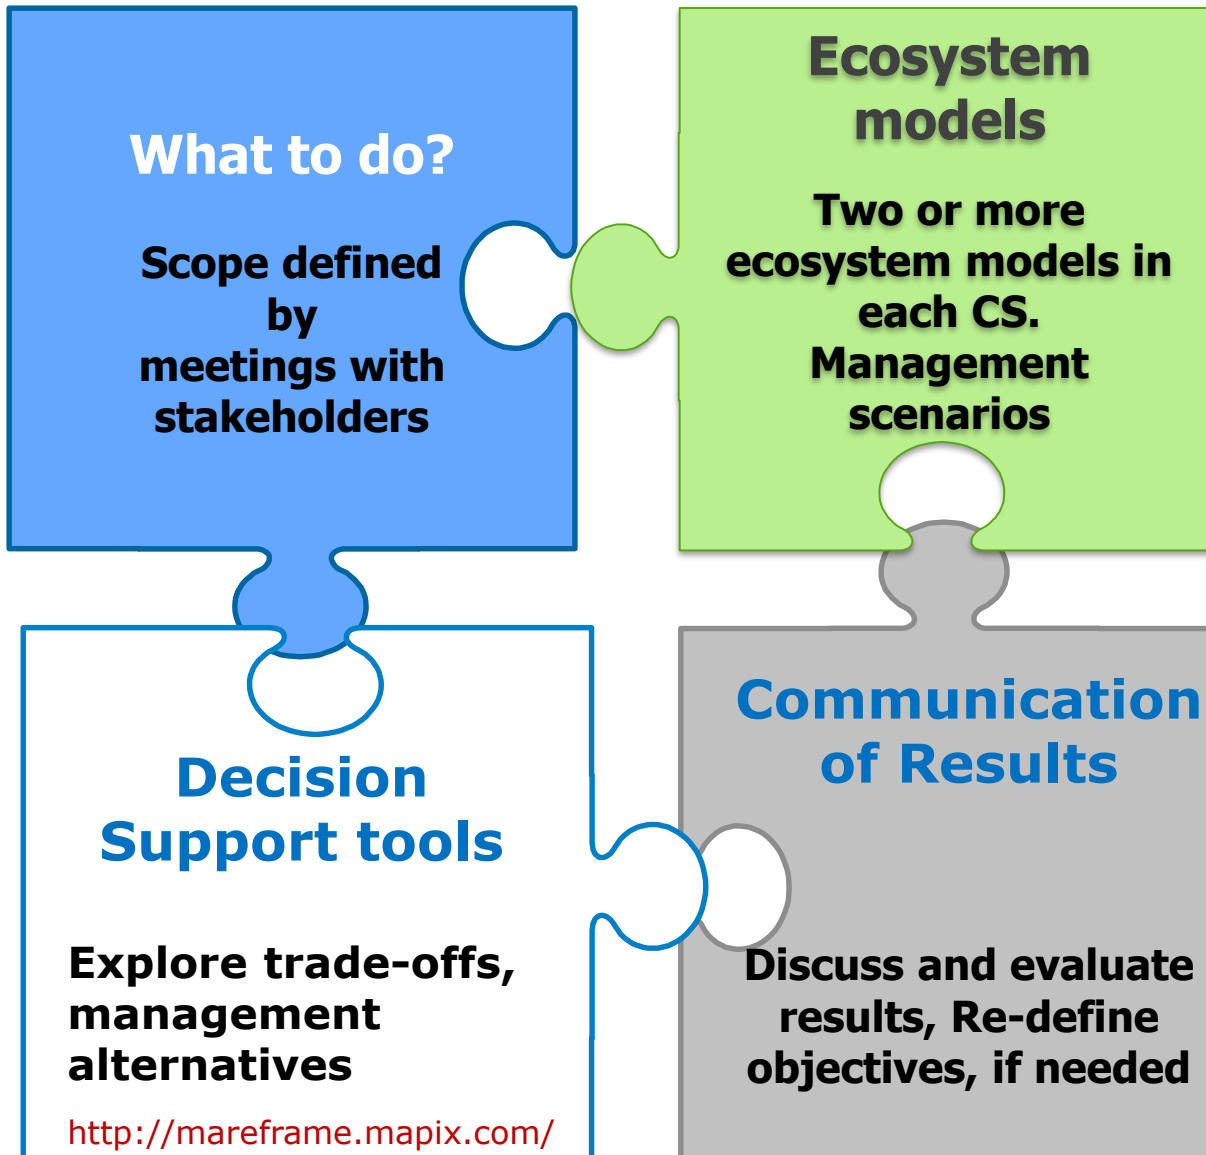 What to do?
Scope defined
by
meetings with
stakeholders
Ecosystem
models
Two or more
ecosystem models in
each CS.
Management
scenarios
Decision
Support tools
Explore trade-offs,
management
alternatives
http://mareframe.mapix.com/
Communication
of Results
Discuss and evaluate
results, Re-define
objectives, if needed